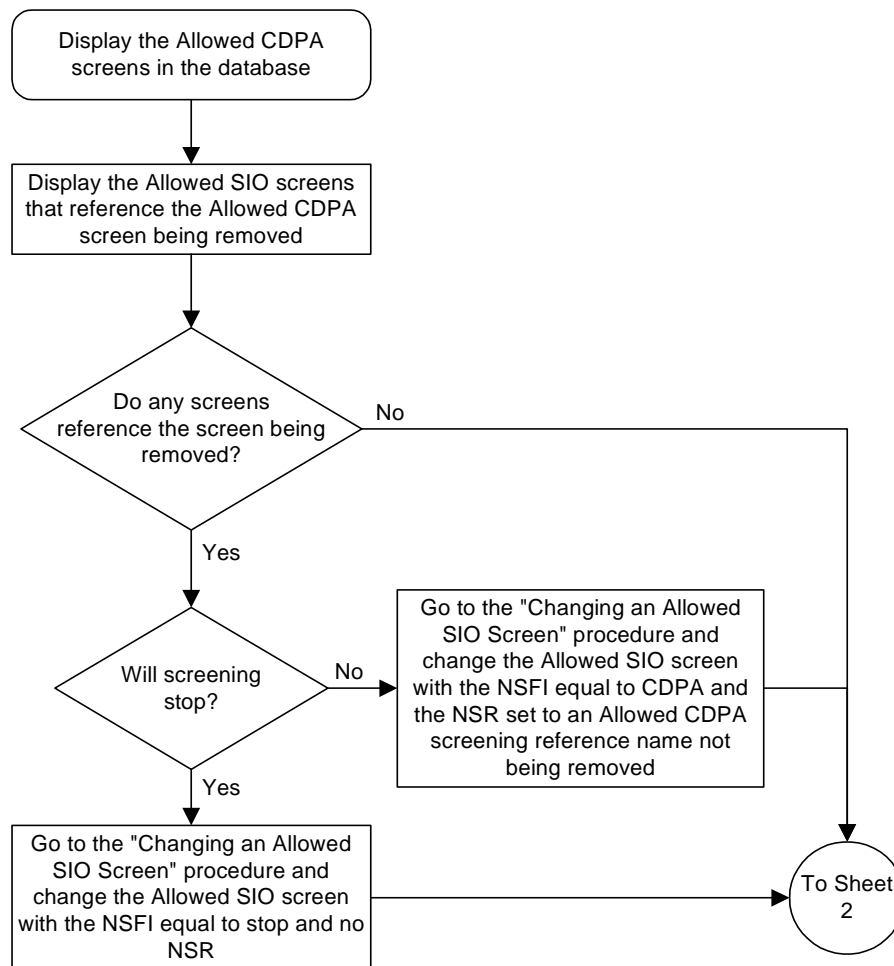 Display the Allowed CDPA
screens in the database
Display the Allowed SIO screens
that reference the Allowed CDPA
screen being removed
Do any screens
reference the screen being
removed?
No
Yes
Will screening
stop?
No
Go to the "Changing an Allowed
SIO Screen" procedure and
change the Allowed SIO screen
with the NSFI equal to CDPA and
the NSR set to an Allowed CDPA
screening reference name not
being removed
Yes
Go to the "Changing an Allowed
SIO Screen" procedure and
change the Allowed SIO screen
with the NSFI equal to stop and no
NSR
To Sheet
2